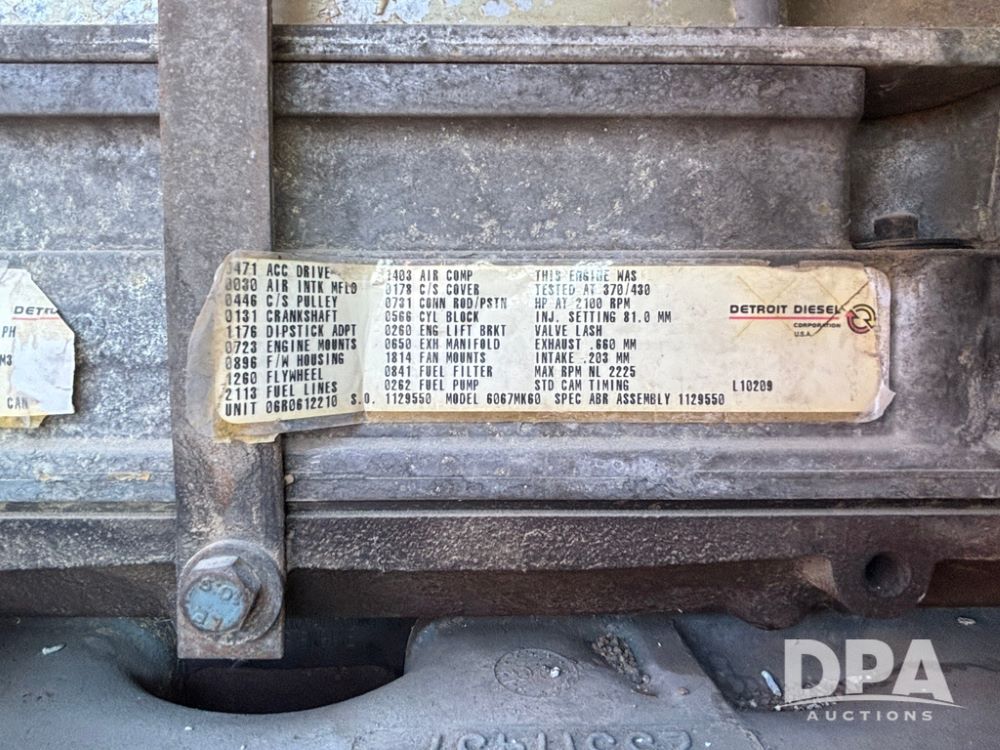 0471 ACC DRIVE 1403 AIR COMP THIS ENGINE WAS
0030 AIR INTK MFLD 0178 C/S COVER TESTED AT 370/430
0446 C/S PULLEY 0731 CONN ROD/PSTN HP AT 2100 RPM
0131 CRANKSHAFT 0566 CYL BLOCK INJ. SETTING 81.0 MM
1176 DIPSTICK ADPT 0260 ENG LIFT BRKT VALVE LASH
0723 ENGINE MOUNTS 0650 EXH MANIFOLD EXHAUST .660 MM
0896 F/W HOUSING 1814 FAN MOUNTS INTAKE .203 MM
1260 FLYWHEEL 0841 FUEL FILTER MAX RPM NL 2225
2113 FUEL LINES 0262 FUEL PUMP STD CAM TIMING L10209
UNIT 06R0612210 S.O. 1129550 MODEL 6067MK60 SPEC ABR ASSEMBLY 1129550
DETROIT DIESEL
CORPORATION
U.S.A.
DETR
PH
M3
CAN
DPA
AUCTIONS